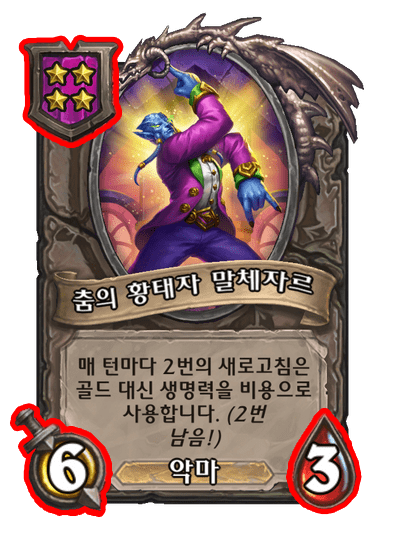 춤의 황태자 말체자르
매 턴마다 2번의 새로고침은
골드 대신 생명력을 비용으로
사용합니다. (2번
남음!)
6
악마
3